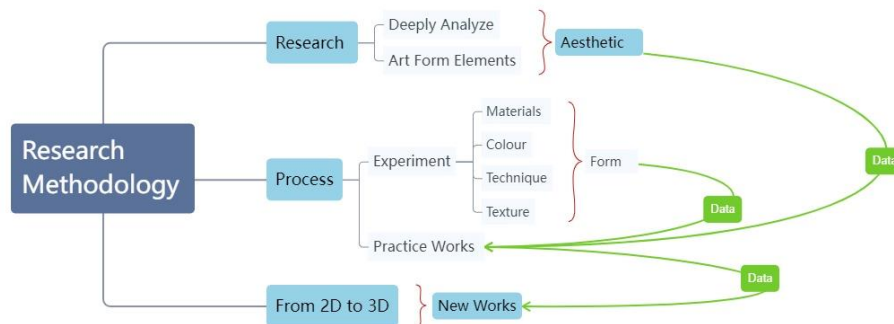 Research
Methodology
Research
Deeply Analyze
Art Form Elements
Aesthetic
Process
Experiment
Materials
Colour
Technique
Texture
Form
Practice Works
Data
Data
Data
From 2D to 3D
New Works